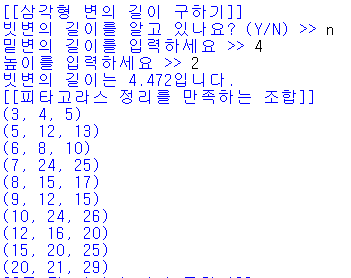 [[삼각형 변의 길이 구하기]]
빗변의 길이를 알고 있나요? (Y/N) >> n
밑변의 길이를 입력하세요 >> 4
높이를 입력하세요 >> 2
빗변의 길이는 4.472입니다.
[[피타고라스 정리를 만족하는 조합]]
(3, 4, 5)
(5, 12, 13)
(6, 8, 10)
(7, 24, 25)
(8, 15, 17)
(9, 12, 15)
(10, 24, 26)
(12, 16, 20)
(15, 20, 25)
(20, 21, 29)